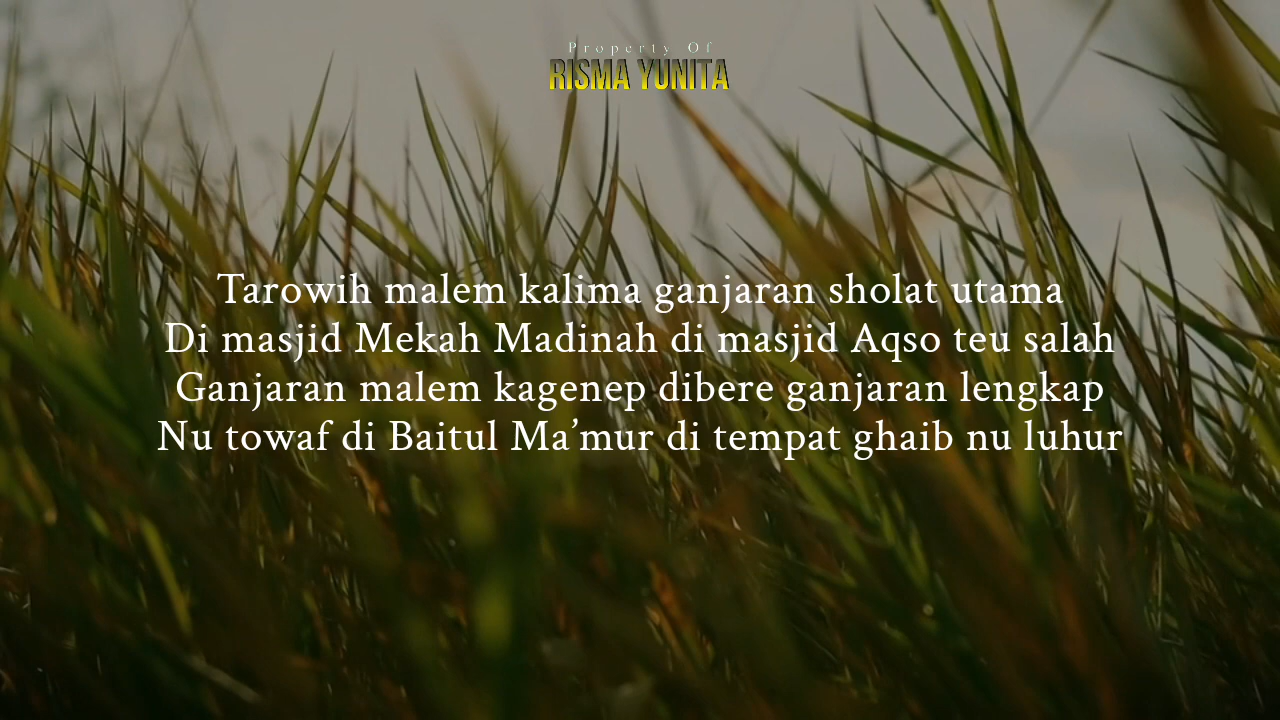 Property Of
RISMA YUNITA
Tarowih malem kalima ganjaran sholat utama
Di masjid Mekah Madinah di masjid Aqso teu salah
Ganjaran malem kagenep dibere ganjaran lengkap
Nu towaf di Baitul Ma’mur di tempat ghaib nu luhur